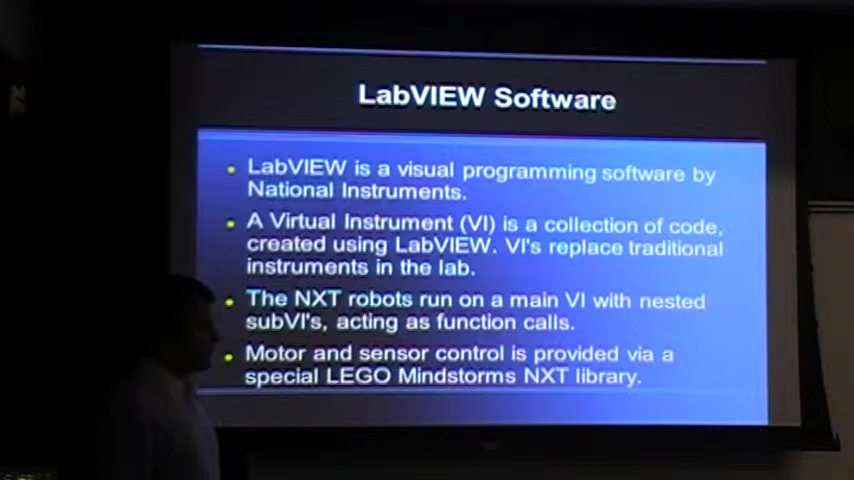 LabVIEW Software
LabVIEW is a visual programming software by
National Instruments.
A Virtual Instrument (VI) is a collection of code,
created using LabVIEW. VI's replace traditional
instruments in the lab.
The NXT robots run on a main VI with nested
subVI's, acting as function calls.
Motor and sensor control is provided via a
special LEGO Mindstorms NXT library.